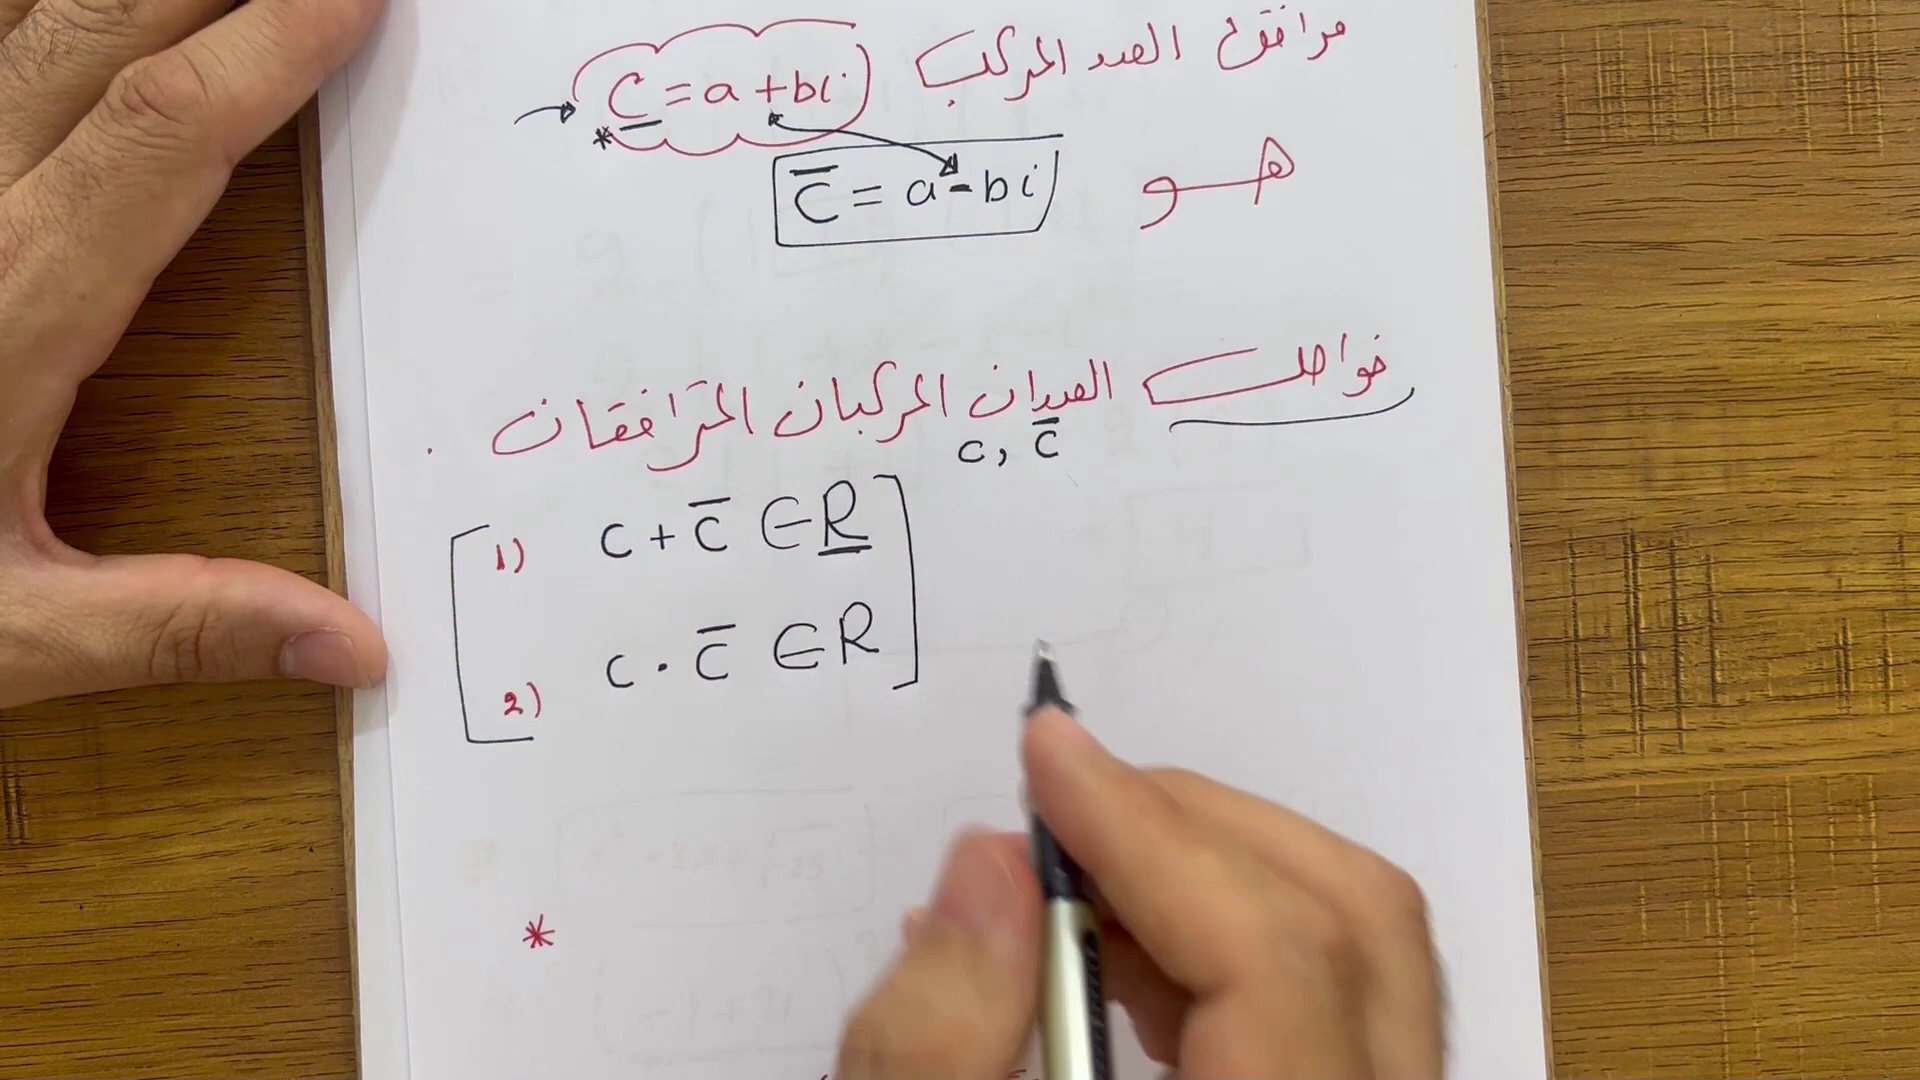 مرافق العدد المركب C = a + bi
هو C̅ = a - bi
خواص العددان المركبان المترافقان .
c , c̅
1) C + C̅ ∈ R
2) C · C̅ ∈ R
*